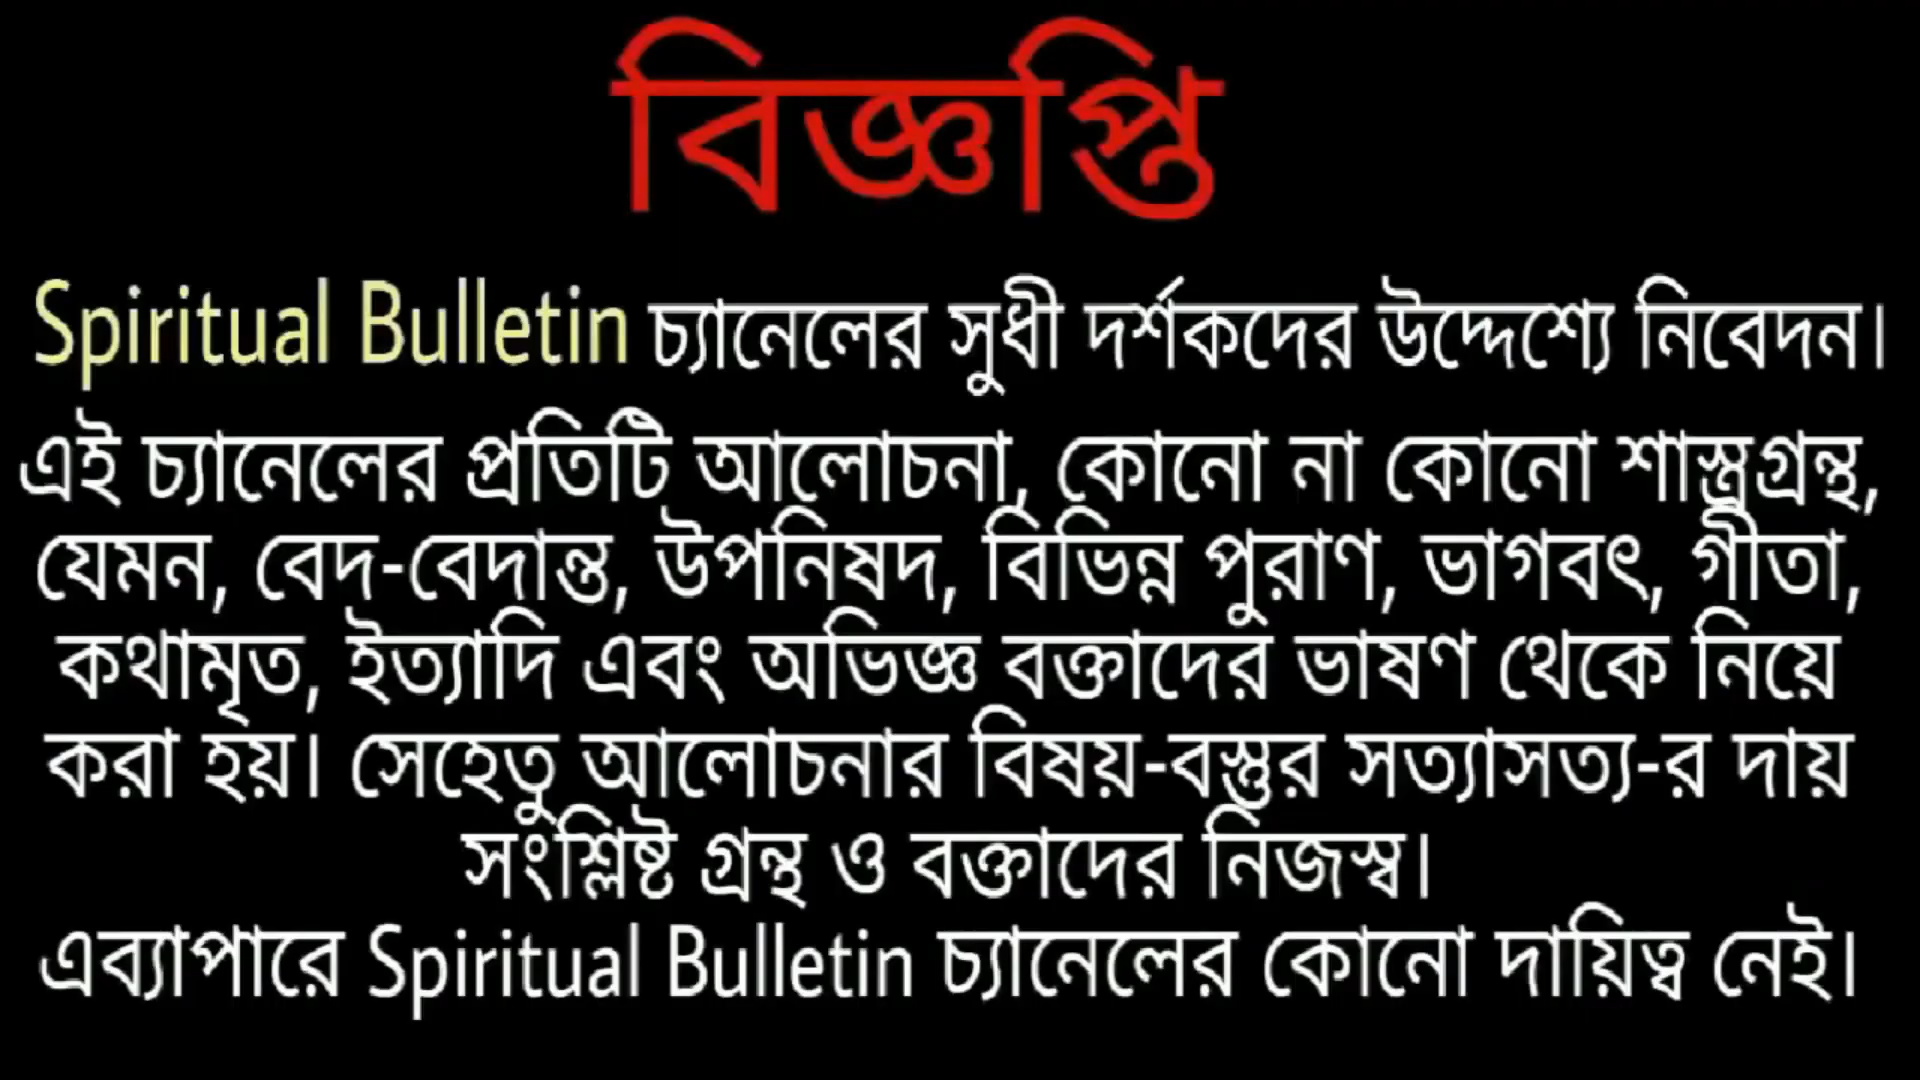 বিজ্ঞপ্তি
Spiritual Bulletin চ্যানেলের সুধী দর্শকদের উদ্দেশ্যে নিবেদন।
এই চ্যানেলের প্রতিটি আলোচনা, কোনো না কোনো শাস্ত্রগ্রন্থ,
যেমন, বেদ-বেদান্ত, উপনিষদ, বিভিন্ন পুরাণ, ভাগবৎ, গীতা,
কথামৃত, ইত্যাদি এবং অভিজ্ঞ বক্তাদের ভাষণ থেকে নিয়ে
করা হয়। সেহেতু আলোচনার বিষয়-বস্তুর সত্যাসত্য-র দায়
সংশ্লিষ্ট গ্রন্থ ও বক্তাদের নিজস্ব।
এব্যাপারে Spiritual Bulletin চ্যানেলের কোনো দায়িত্ব নেই।